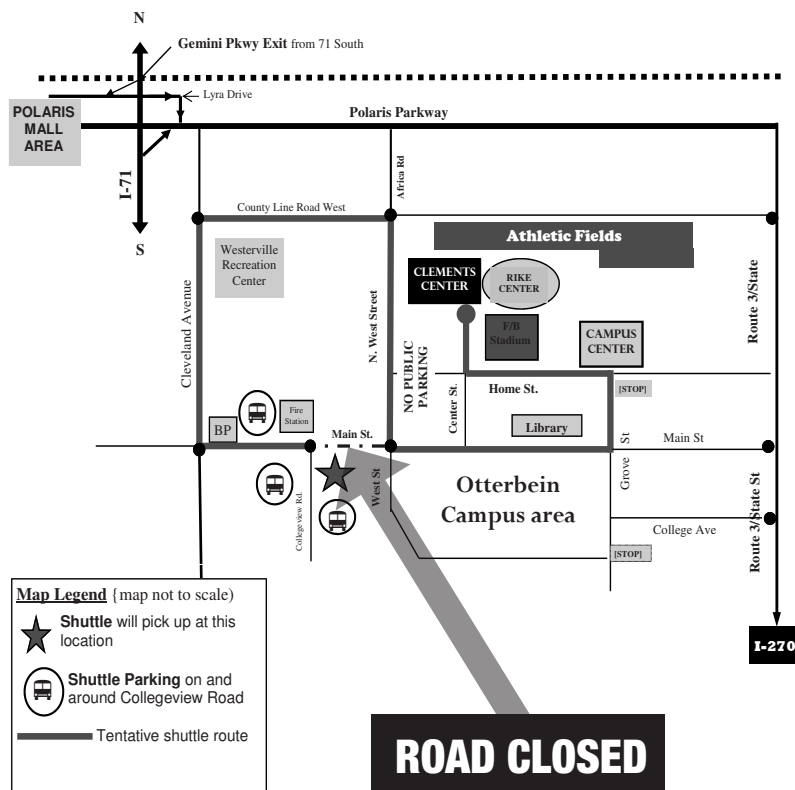 N
Gemini Pkwy Exit from 71 South
Lyra Drive
POLARIS
MALL
AREA
Polaris Parkway
I-71
Africa Rd
S
County Line Road West
Athletic Fields
Westerville
Recreation
Center
CLEMENTS
CENTER
RIKE
CENTER
Route 3/State
Cleveland Avenue
N. West Street
F/B
Stadium
CAMPUS
CENTER
NO PUBLIC
PARKING
Home St.
[STOP]
Center St.
BP
Fire
Station
Library
Main St.
Main St
Grove St
West St
Otterbein
Campus area
Collegeview Rd.
College Ave
Route 3/State St
[STOP]
Map Legend {map not to scale)
Shuttle will pick up at this
location
Shuttle Parking on and
around Collegeview Road
Tentative shuttle route
I-270
ROAD CLOSED